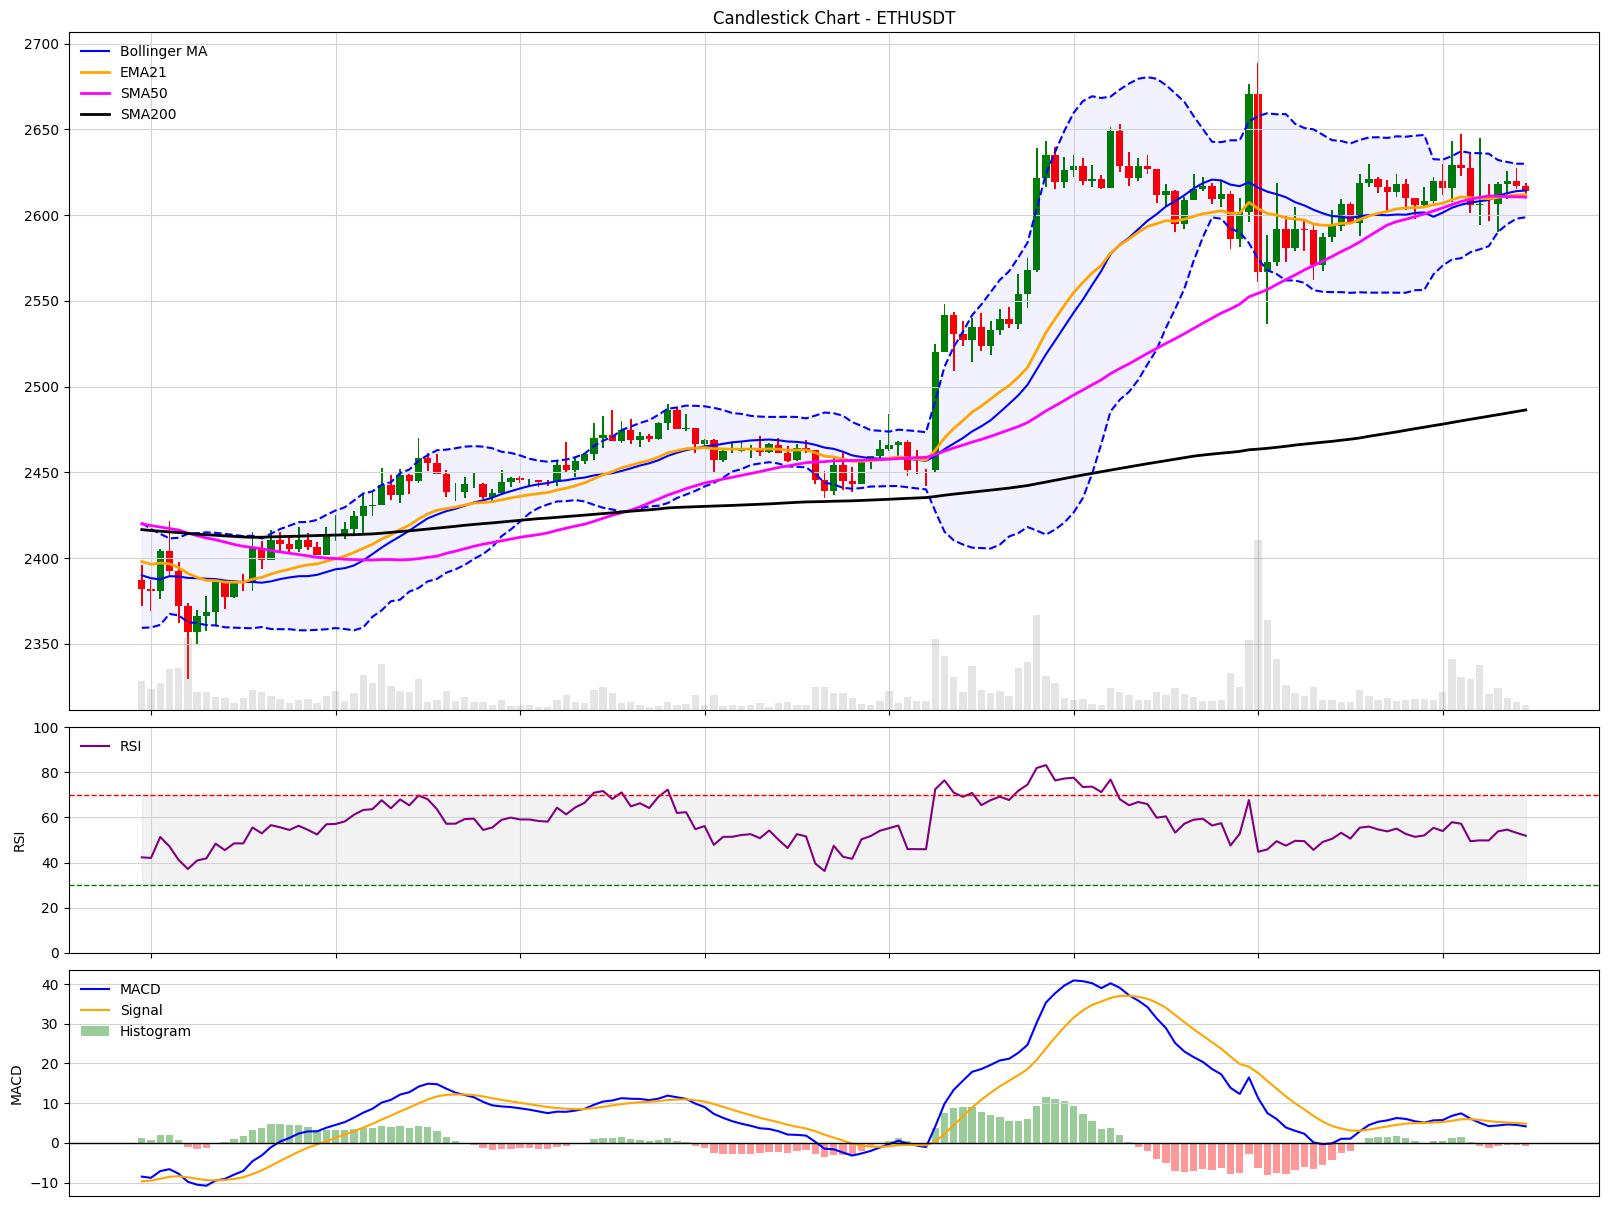 Candlestick Chart - ETHUSDT
2700
2650
2600
2550
2500
2450
2400
2350
Bollinger MA
EMA21
SMA50
SMA200
RSI
100
80
60
40
20
0
RSI
MACD
40
30
20
10
0
−10
MACD
Signal
Histogram